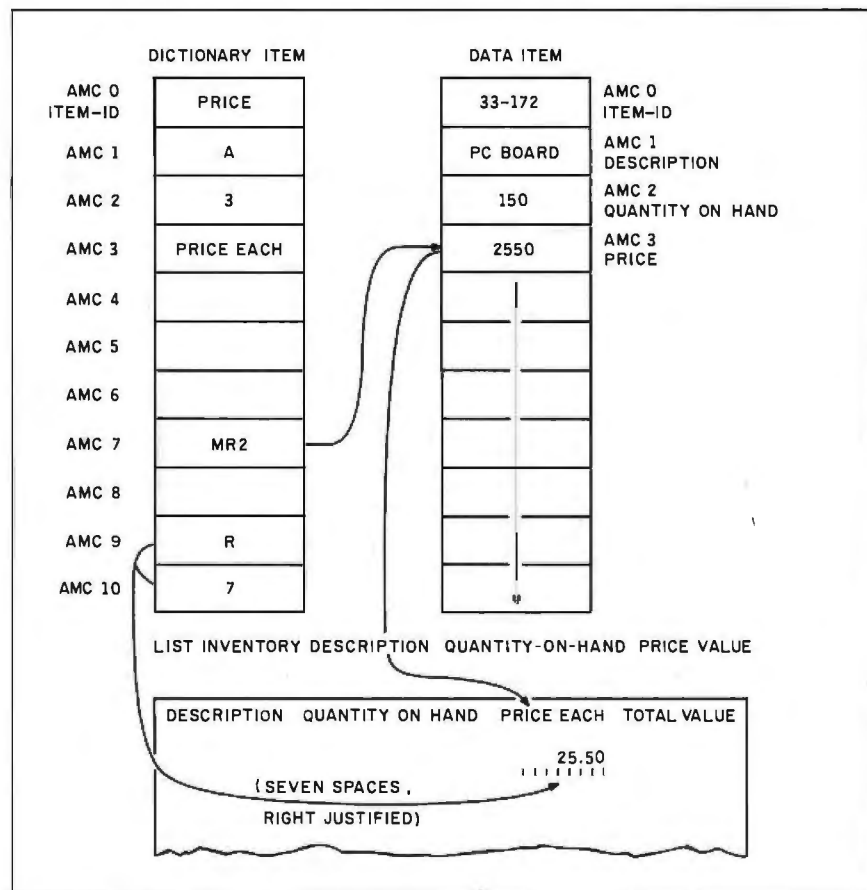 DICTIONARY ITEM
DATA ITEM
AMC 0
ITEM-ID
PRICE
33-172
AMC 0
ITEM-ID
AMC 1
A
PC BOARD
AMC 1
DESCRIPTION
AMC 2
3
150
AMC 2
QUANTITY ON HAND
AMC 3
PRICE EACH
2550
AMC 3
PRICE
AMC 4
AMC 5
AMC 6
AMC 7
MR2
AMC 8
AMC 9
R
AMC 10
7
LIST INVENTORY DESCRIPTION QUANTITY-ON-HAND PRICE VALUE
DESCRIPTION QUANTITY ON HAND PRICE EACH TOTAL VALUE
25.50
(SEVEN SPACES,
RIGHT JUSTIFIED)